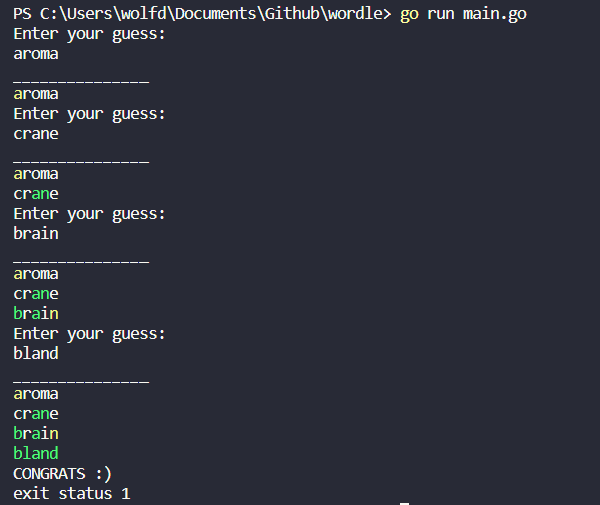 PS C:\Users\wolfd\Documents\Github\wordle> go run main.go
Enter your guess:
aroma
_______________
aroma
Enter your guess:
crane
_______________
aroma
crane
Enter your guess:
brain
_______________
aroma
crane
brain
Enter your guess:
bland
_______________
aroma
crane
brain
bland
CONGRATS :)
exit status 1